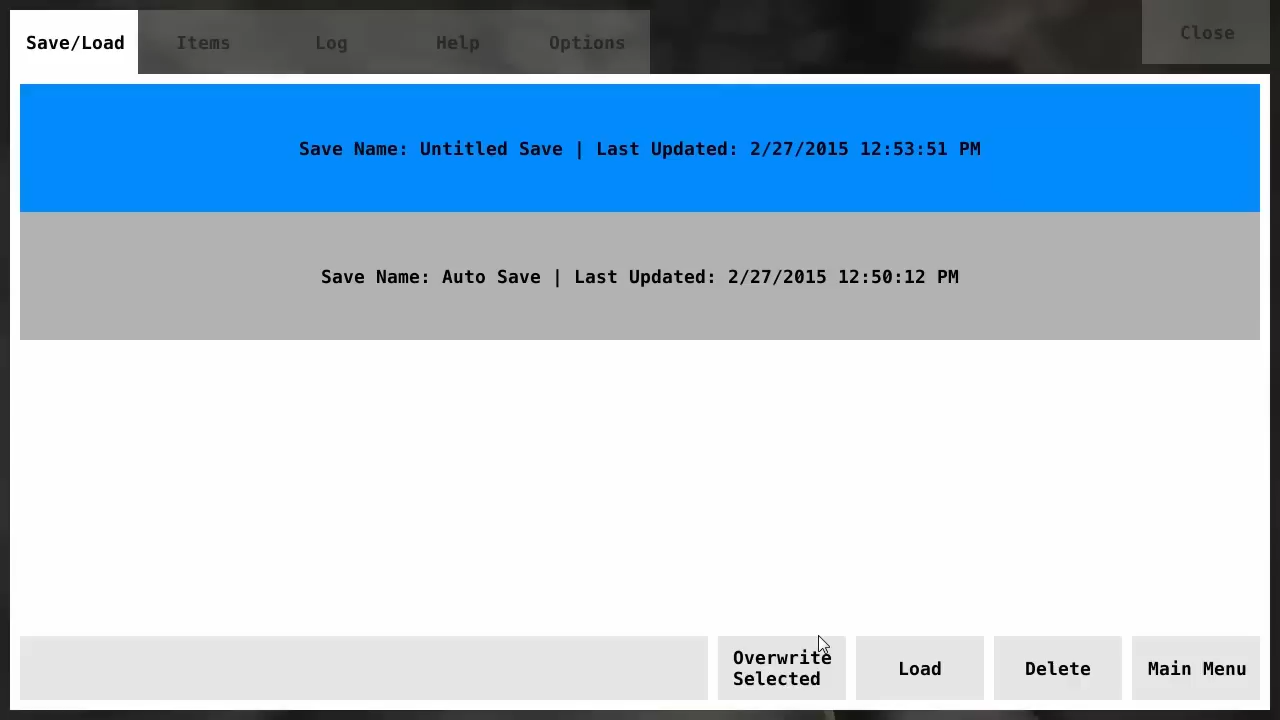 Save/Load Items Log Help Options Close
Save Name: Untitled Save | Last Updated: 2/27/2015 12:53:51 PM
Save Name: Auto Save | Last Updated: 2/27/2015 12:50:12 PM
Overwrite
Selected
Load
Delete
Main Menu